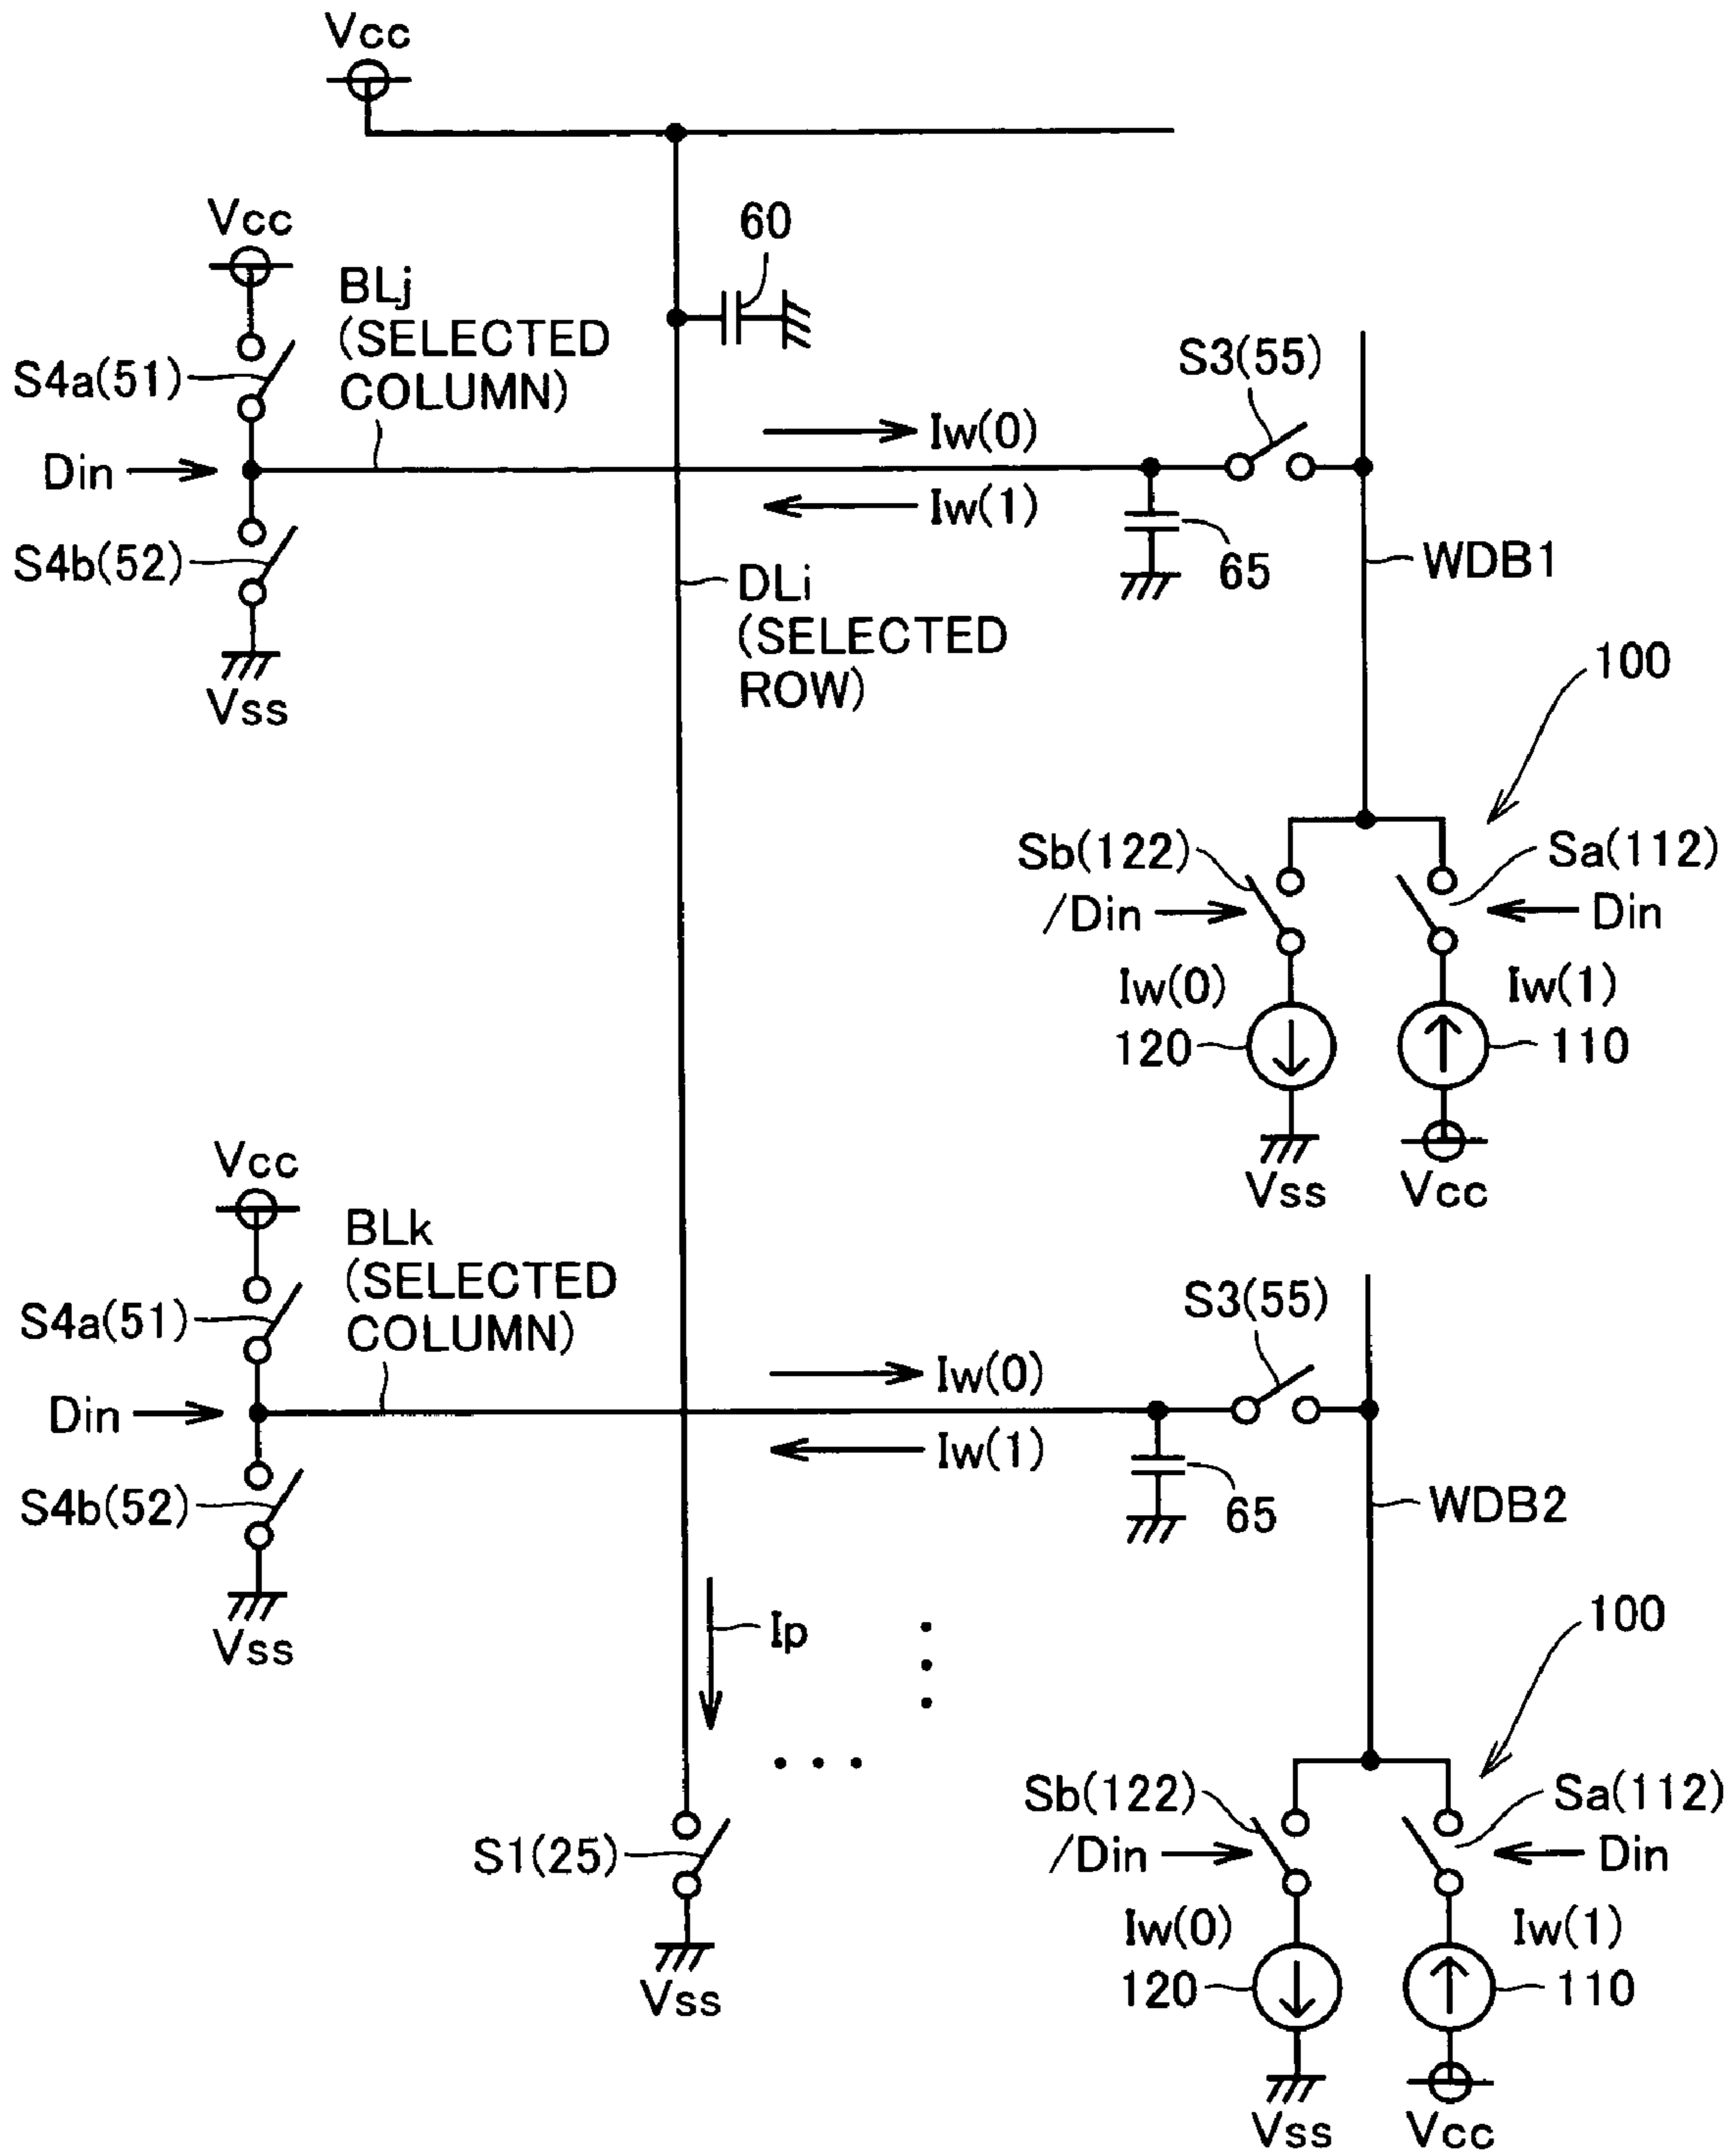 Vcc
Vcc
60
BLj
(SELECTED
COLUMN)
S4a(51)
S3(55)
Iw(0)
Din
Iw(1)
S4b(52)
65
WDB1
DLi
(SELECTED
ROW)
Vss
100
Sb(122)
Sa(112)
/Din
Din
Iw(0)
Iw(1)
120
110
Vss
Vcc
Vcc
BLk
(SELECTED
COLUMN)
S4a(51)
S3(55)
Iw(0)
Din
Iw(1)
S4b(52)
65
WDB2
Vss
Ip
100
Sb(122)
Sa(112)
S1(25)
/Din
Din
Iw(0)
Iw(1)
120
110
Vss
Vss
Vcc